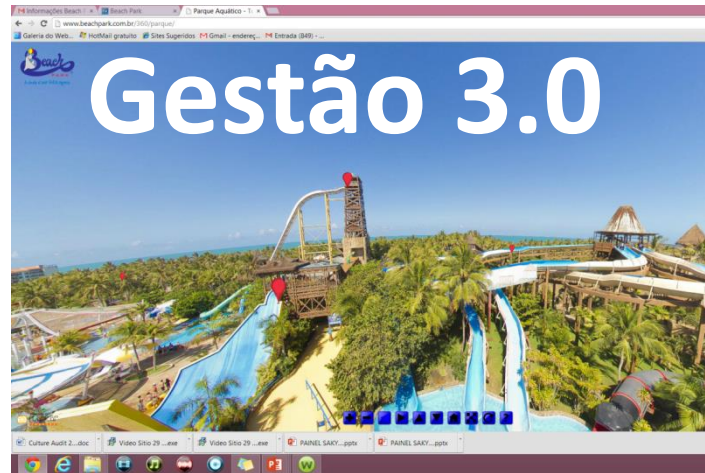 Informações Beach
Beach Park
Parque Aquático - To
www.beachpark.com.br/360/parque/
Galeria do Web...
HotMail gratuito
Sites Sugeridos
Gmail - endereç...
Entrada (849) - ...
Beach
PARK
Gestão 3.0
Culture Audit 2....doc
Video Sitio 29 ....exe
Video Sitio 29 ....exe
PAINEL SAKY....pptx
PAINEL SAKY....pptx